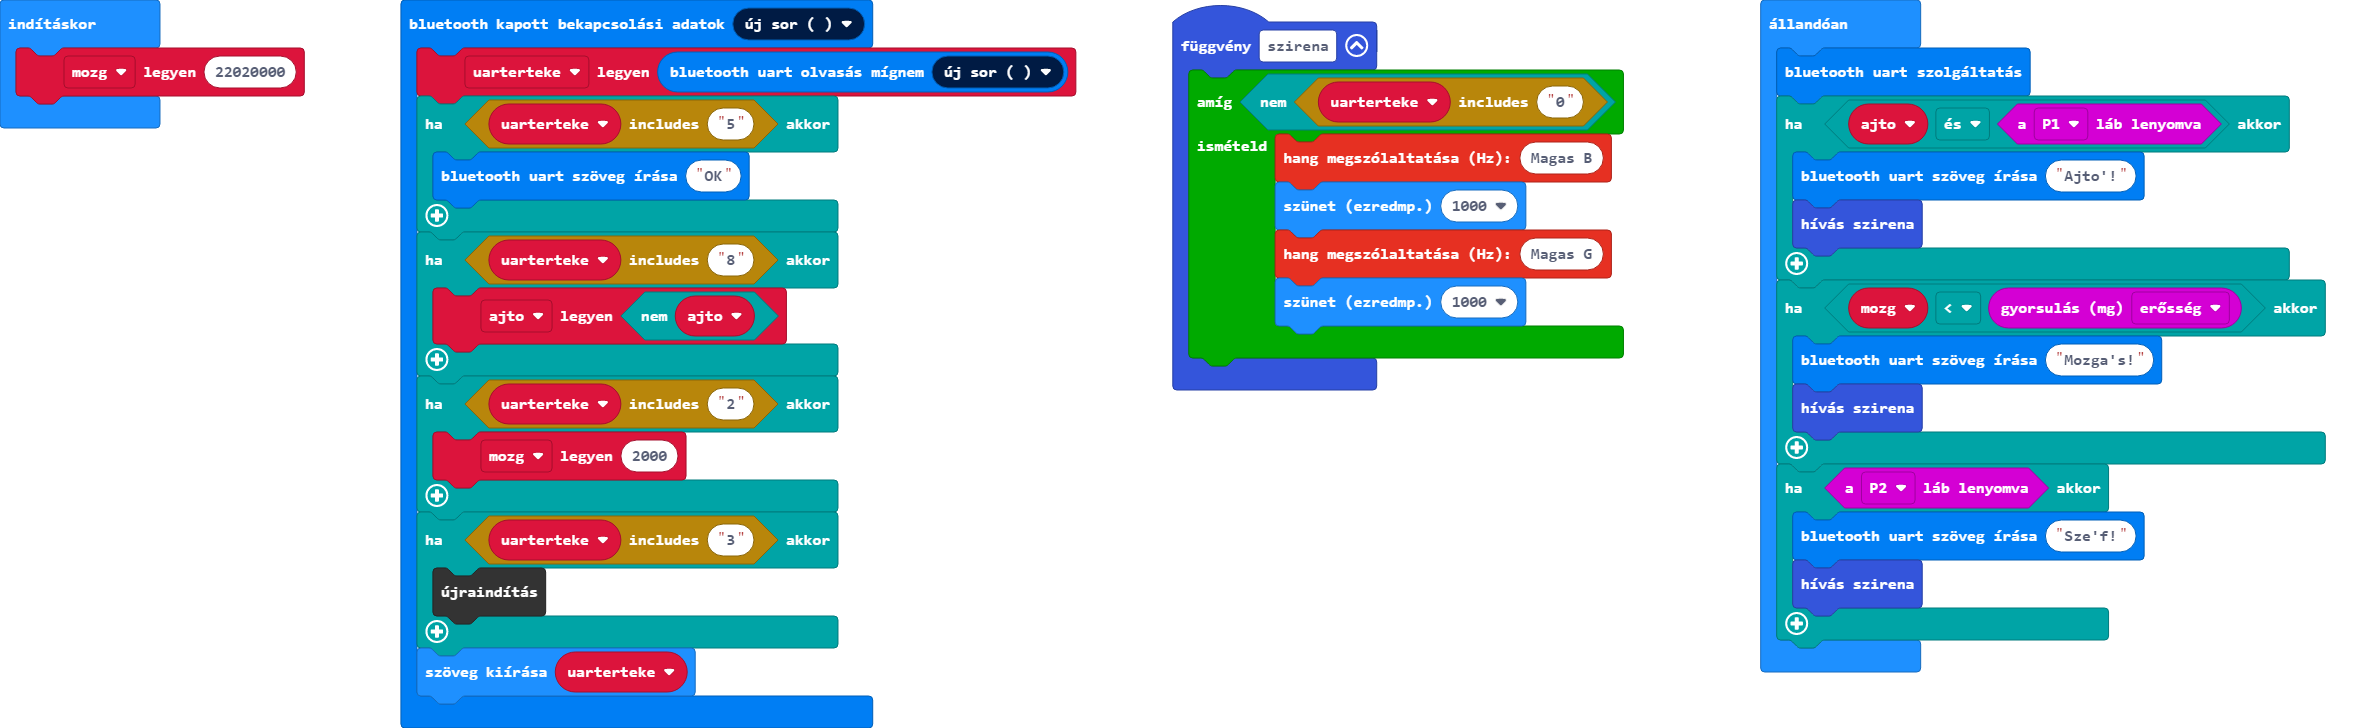 indításkor
mozg legyen 22020000
bluetooth kapott bekapcsolási adatok új sor ( )
uarterteke legyen bluetooth uart olvasás mígnem új sor ( )
ha uarterteke includes "5" akkor
bluetooth uart szöveg írása "OK"
ha uarterteke includes "8" akkor
ajto legyen nem ajto
ha uarterteke includes "2" akkor
mozg legyen 2000
ha uarterteke includes "3" akkor
újraindítás
szöveg kiírása uarterteke
függvény szirena
amíg nem uarterteke includes "0"
ismételd
hang megszólaltatása (Hz): Magas B
szünet (ezredmp.) 1000
hang megszólaltatása (Hz): Magas G
szünet (ezredmp.) 1000
állandóan
bluetooth uart szolgáltatás
ha ajto és a P1 láb lenyomva akkor
bluetooth uart szöveg írása "Ajto'!"
hívás szirena
ha mozg < gyorsulás (mg) erősség akkor
bluetooth uart szöveg írása "Mozga's!"
hívás szirena
ha a P2 láb lenyomva akkor
bluetooth uart szöveg írása "Sze'f!"
hívás szirena